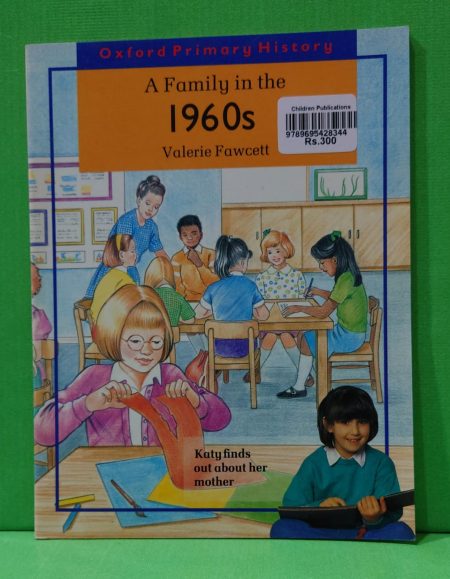 Oxford Primary History
A Family in the
1960s
Valerie Fawcett
Children Publications
9789695428344
Rs.300
Katy finds
out about her
mother